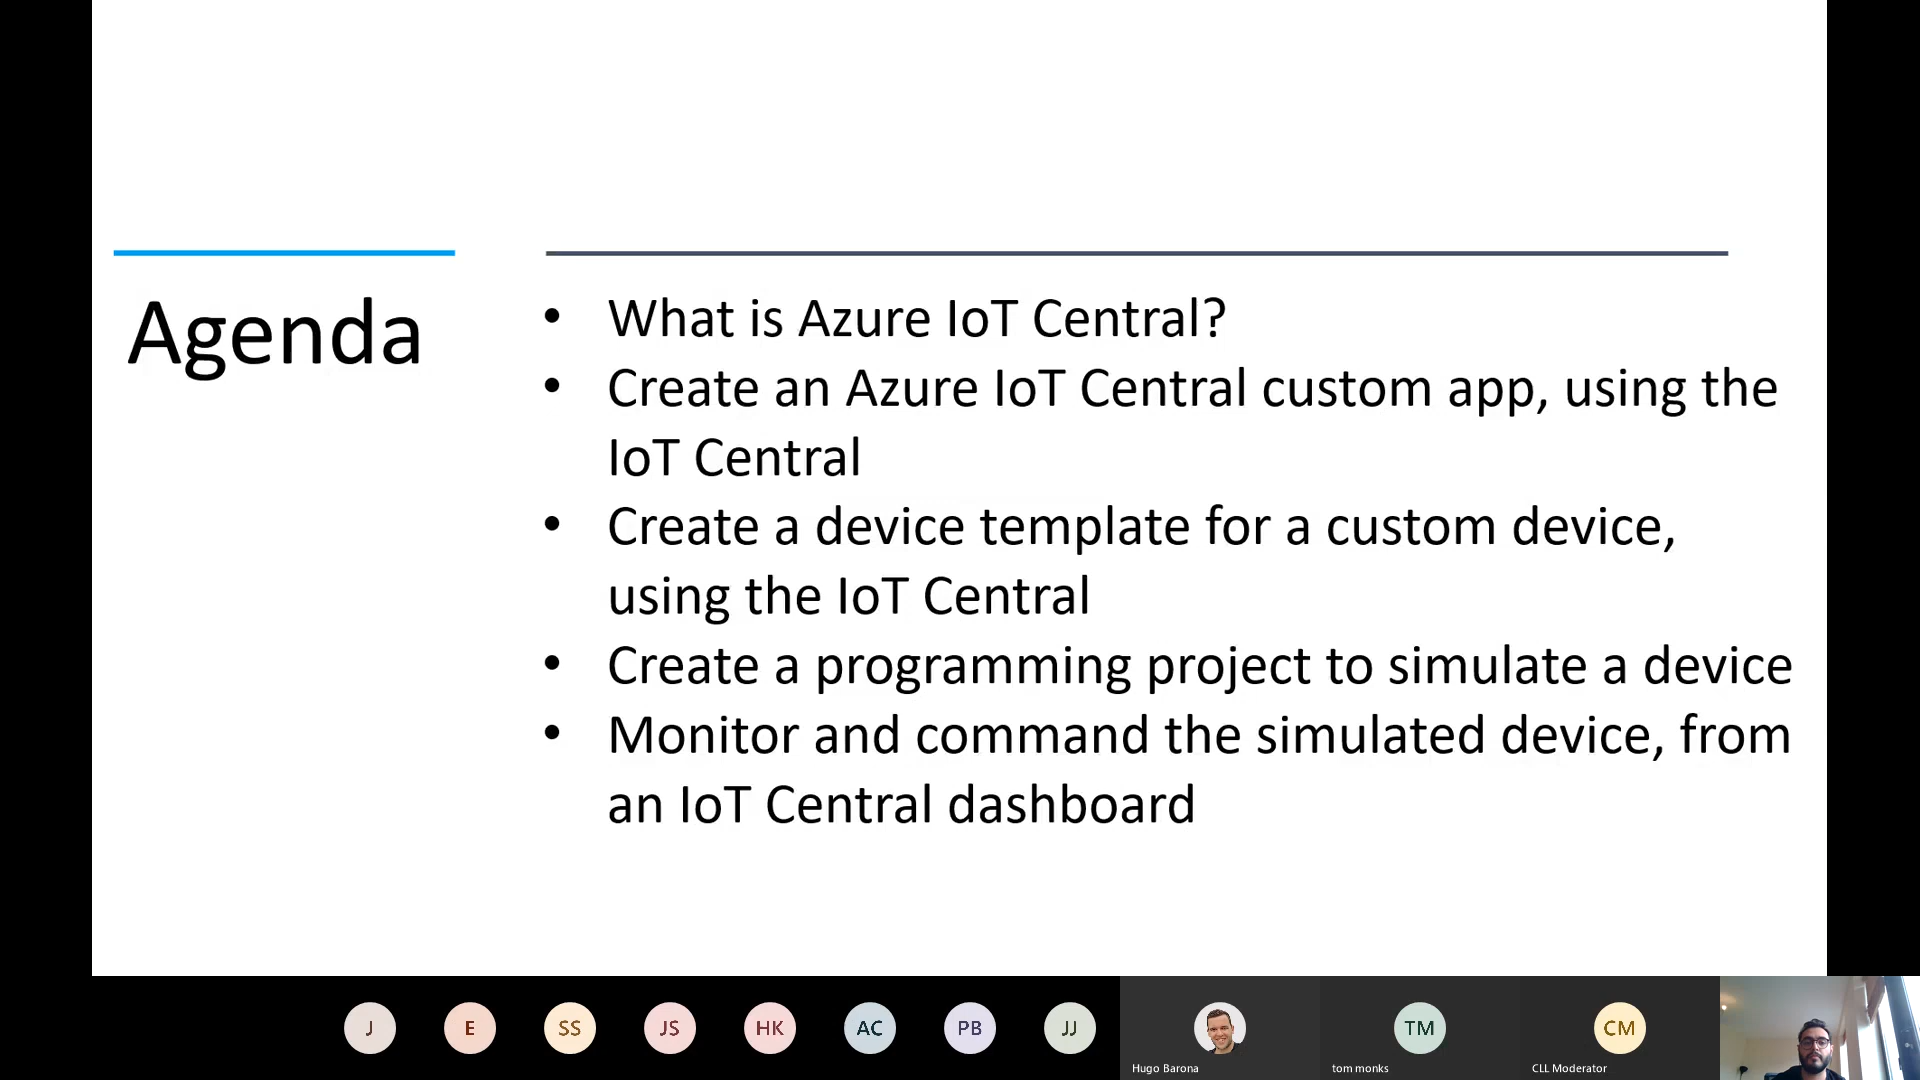 Agenda
• What is Azure IoT Central?
• Create an Azure IoT Central custom app, using the
IoT Central
• Create a device template for a custom device,
using the IoT Central
• Create a programming project to simulate a device
• Monitor and command the simulated device, from
an IoT Central dashboard
J E SS JS HK AC PB JJ TM CM
Hugo Barona tom monks CLL Moderator